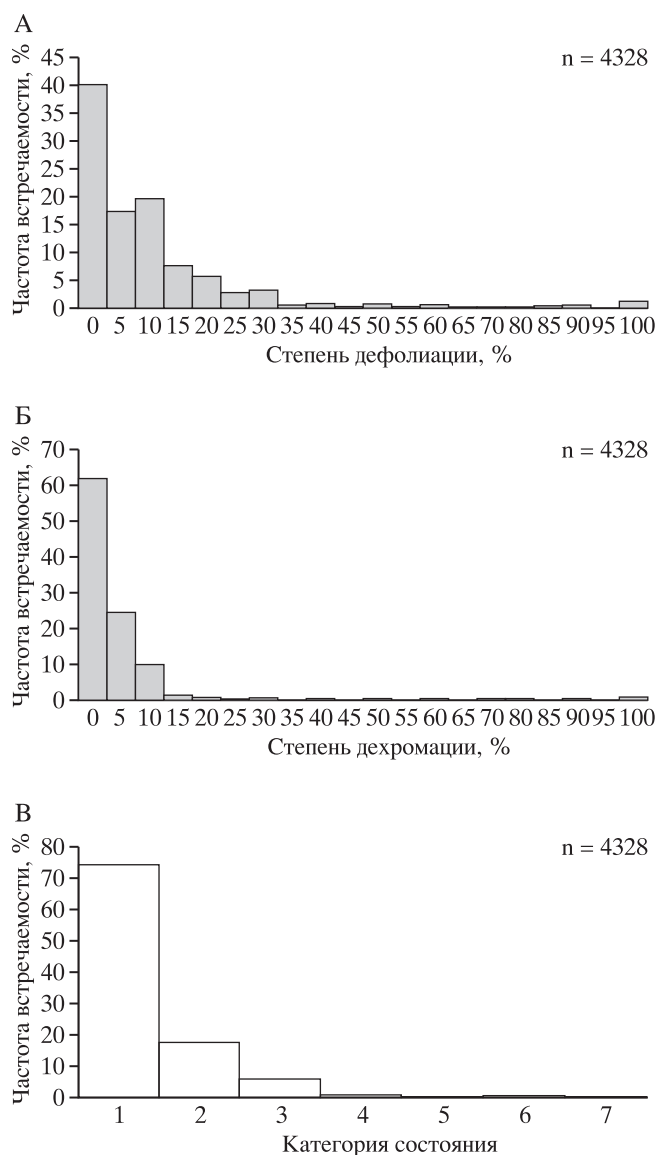 А
n = 4328
Частота встречаемости, %
45
40
35
30
25
20
15
10
5
0
0 5 10 15 20 25 30 35 40 45 50 55 60 65 70 80 85 90 95 100
Степень дефолиации, %
Б
n = 4328
Частота встречаемости, %
70
60
50
40
30
20
10
0
0 5 10 15 20 25 30 35 40 45 50 55 60 65 70 80 85 90 95 100
Степень дехромации, %
В
n = 4328
Частота встречаемости, %
80
70
60
50
40
30
20
10
0
1 2 3 4 5 6 7
Категория состояния